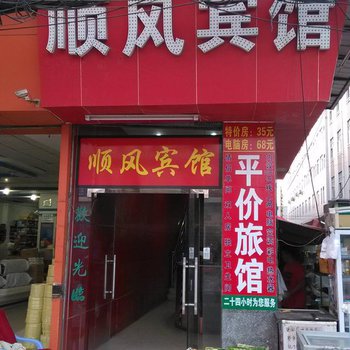 顺风宾馆
顺风宾馆
特价房：35元
电脑房：68元
平价旅馆
二十四小时为您服务
欢迎光临